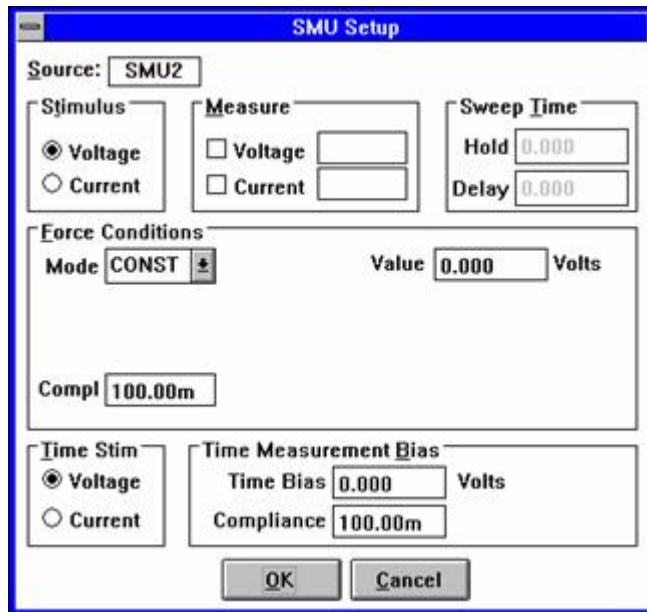 SMU Setup
Source: SMU2
Stimulus
Voltage
Current
Measure
Voltage
Current
Sweep Time
Hold 0.000
Delay 0.000
Force Conditions
Mode CONST
Value 0.000 Volts
Compl 100.00m
Time Stim
Voltage
Current
Time Measurement Bias
Time Bias 0.000 Volts
Compliance 100.00m
OK Cancel